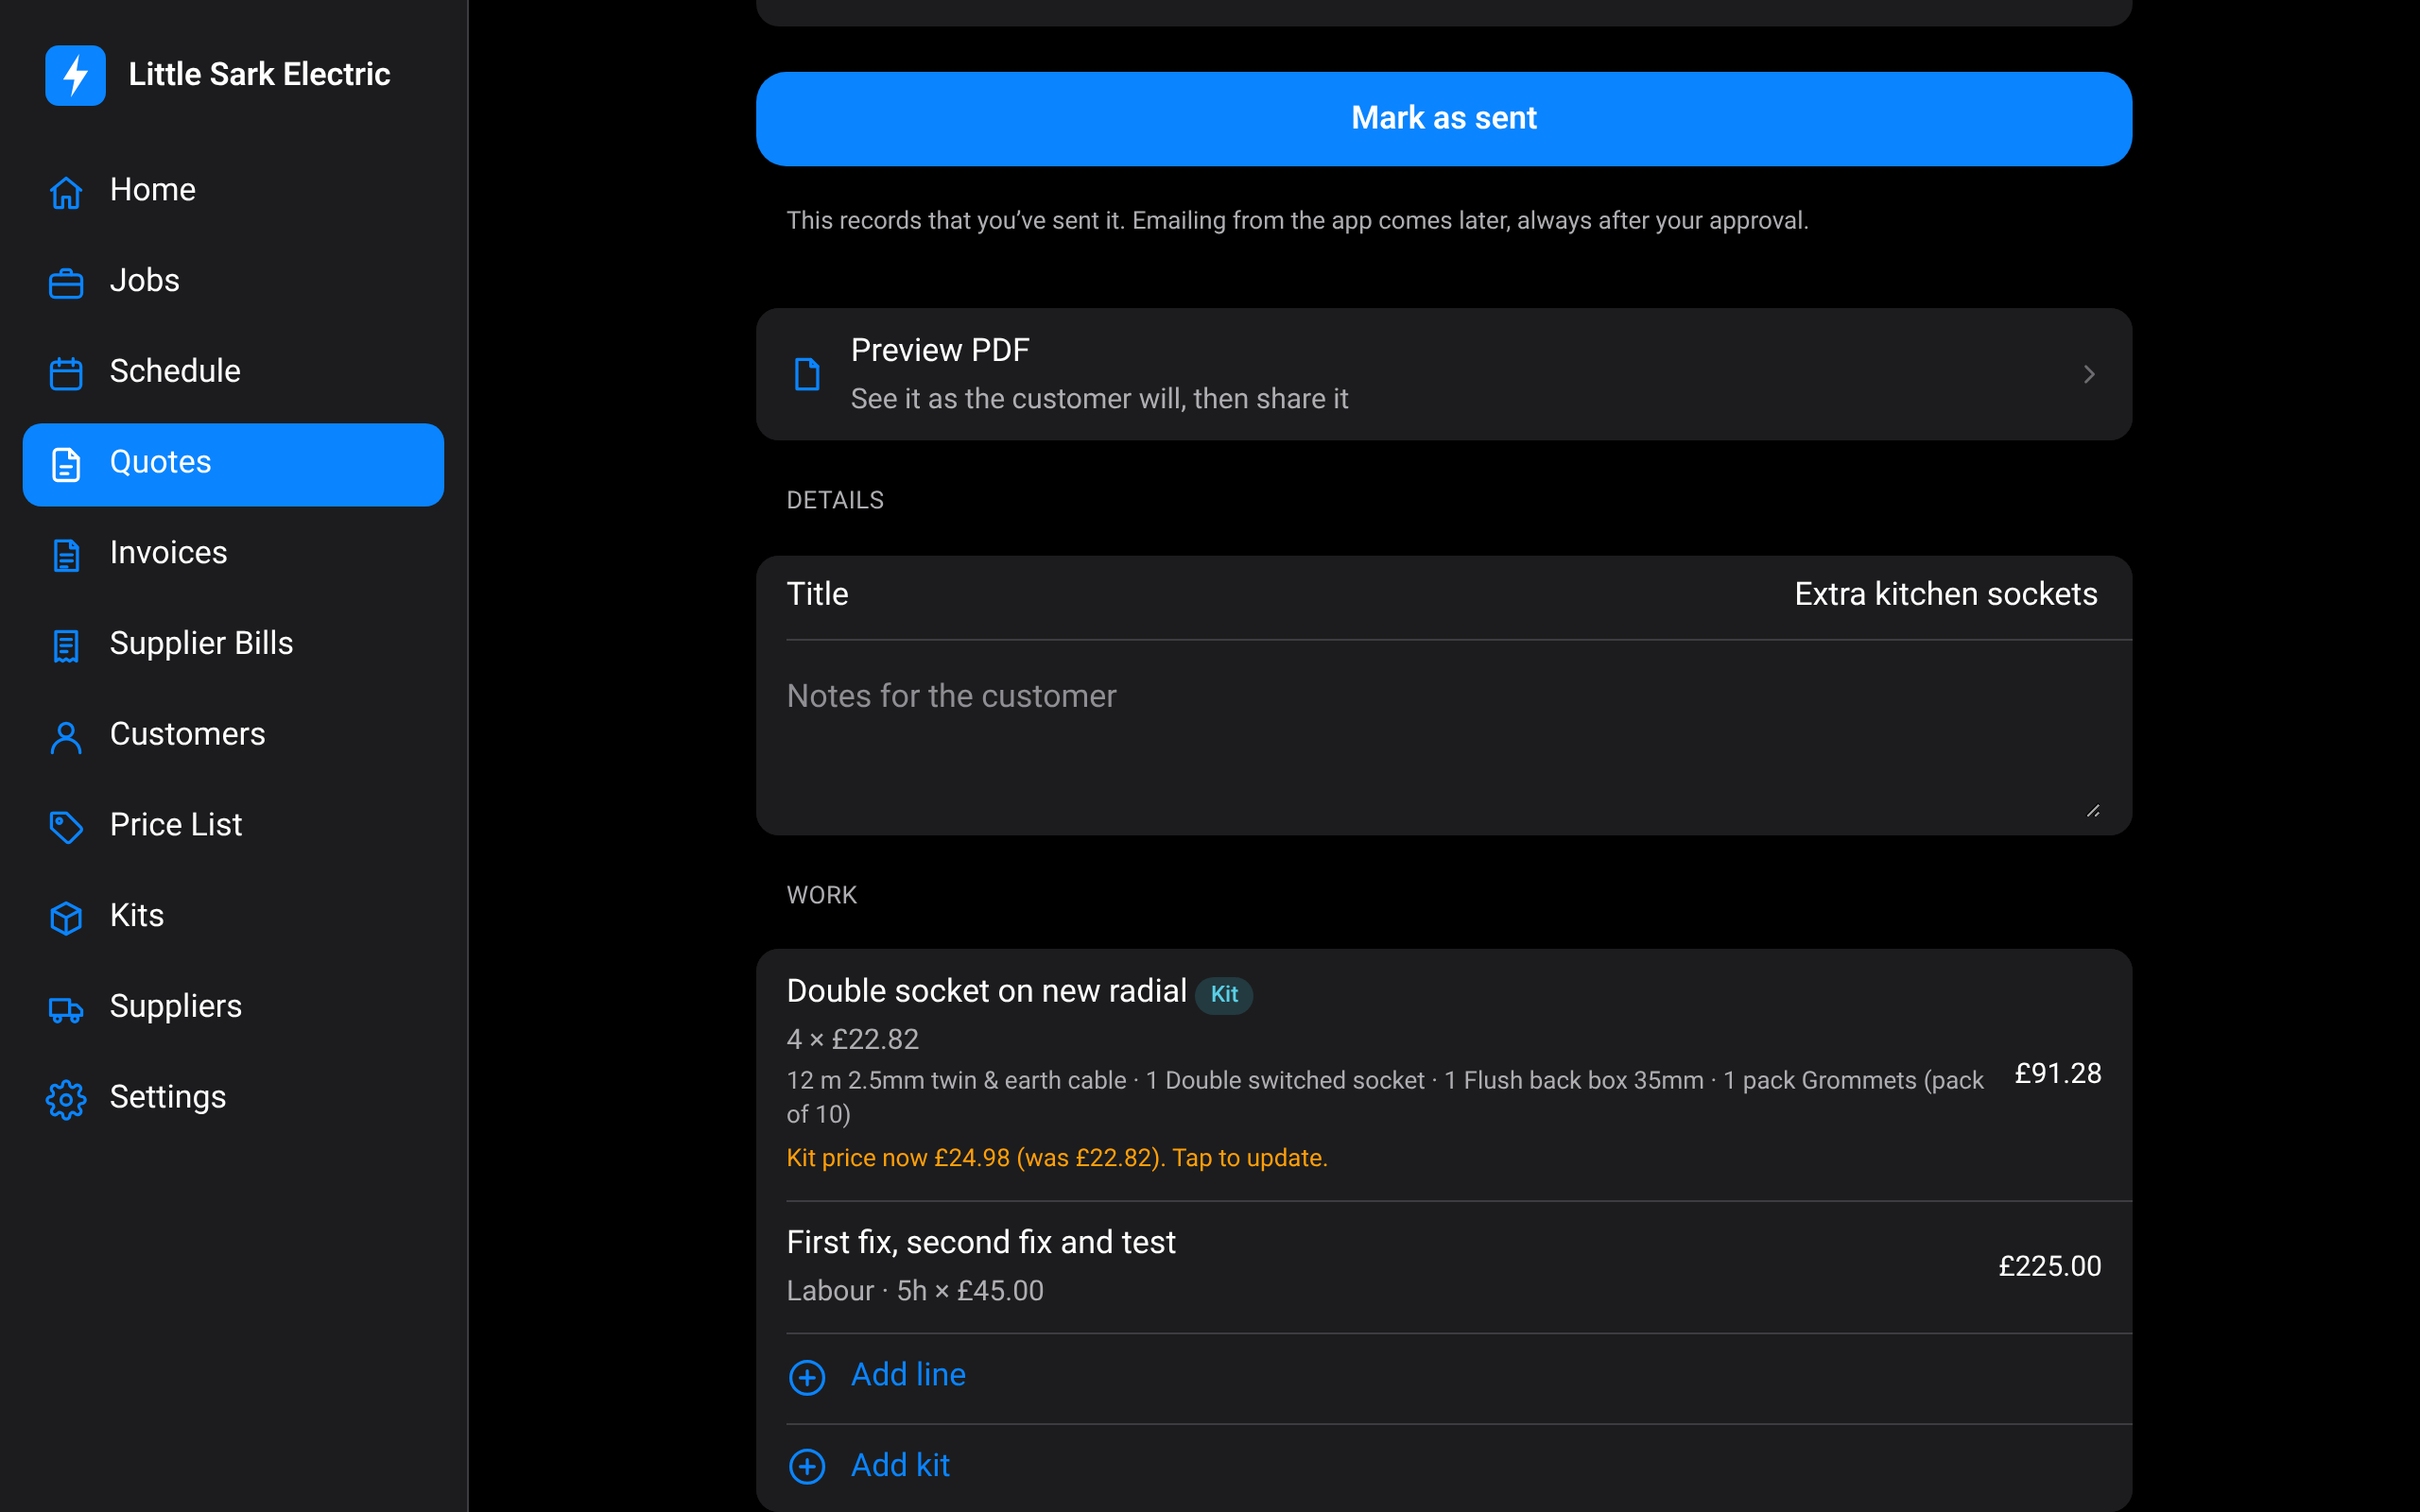 Little Sark Electric
Home
Jobs
Schedule
Quotes
Invoices
Supplier Bills
Customers
Price List
Kits
Suppliers
Settings
Mark as sent
This records that you’ve sent it. Emailing from the app comes later, always after your approval.
Preview PDF
See it as the customer will, then share it
DETAILS
Title Extra kitchen sockets
Notes for the customer
WORK
Double socket on new radial Kit
4 × £22.82
12 m 2.5mm twin & earth cable · 1 Double switched socket · 1 Flush back box 35mm · 1 pack Grommets (pack
of 10)
£91.28
Kit price now £24.98 (was £22.82). Tap to update.
First fix, second fix and test
Labour · 5h × £45.00
£225.00
Add line
Add kit